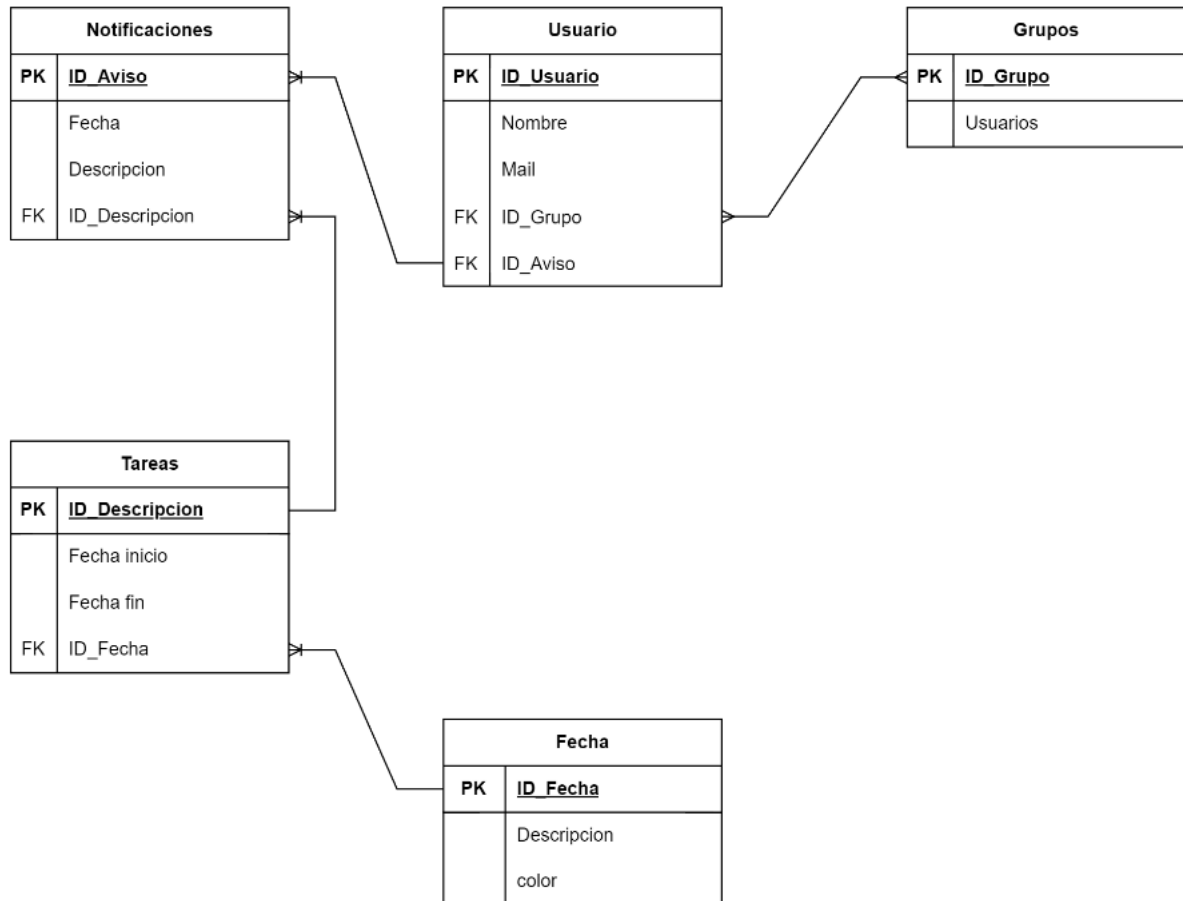 Notificaciones
PK ID_Aviso
Fecha
Descripcion
FK ID_Descripcion
Usuario
PK ID_Usuario
Nombre
Mail
FK ID_Grupo
FK ID_Aviso
Grupos
PK ID_Grupo
Usuarios
Tareas
PK ID_Descripcion
Fecha inicio
Fecha fin
FK ID_Fecha
Fecha
PK ID_Fecha
Descripcion
color